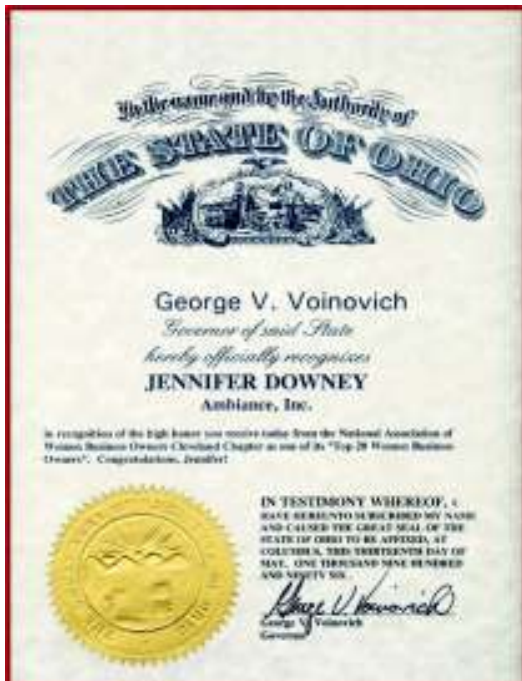 In the name and by the Authority of
THE STATE OF OHIO
George V. Voinovich
Governor of said State
hereby officially recognizes
JENNIFER DOWNEY
Ambiance, Inc.
in recognition of the high honor you receive today from the National Association of
Women Business Owners Cleveland Chapter as one of its "Top 20 Women Business
Owners". Congratulations, Jennifer!
IN TESTIMONY WHEREOF, I
HAVE HEREUNTO SUBSCRIBED MY NAME
AND CAUSED THE GREAT SEAL OF THE
STATE OF OHIO TO BE AFFIXED, AT
COLUMBUS, THIS THIRTEENTH DAY OF
MAY, ONE THOUSAND NINE HUNDRED
AND NINETY SIX.
George V. Voinovich
George V. Voinovich
Governor